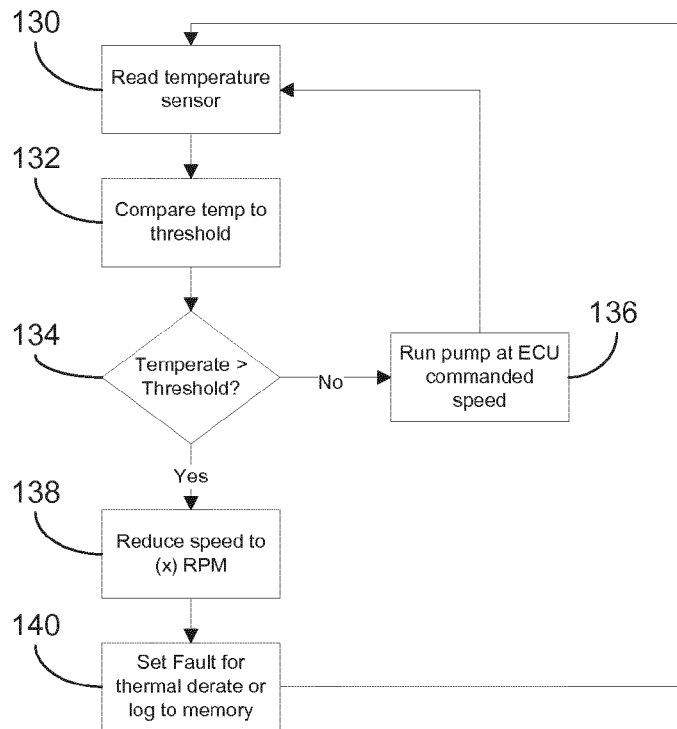 130
Read temperature
sensor
132
Compare temp to
threshold
134
Temperate >
Threshold?
No
136
Run pump at ECU
commanded
speed
Yes
138
Reduce speed to
(x) RPM
140
Set Fault for
thermal derate or
log to memory